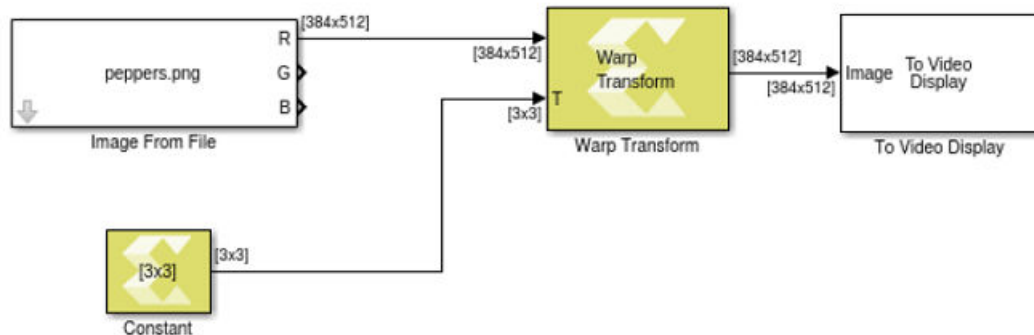 peppers.png
R
G
B
Image From File
[384x512]
[384x512]
[3x3]
Warp
Transform
T
Warp Transform
[384x512]
[384x512]
Image
To Video
Display
To Video Display
[3x3]
[3x3]
Constant